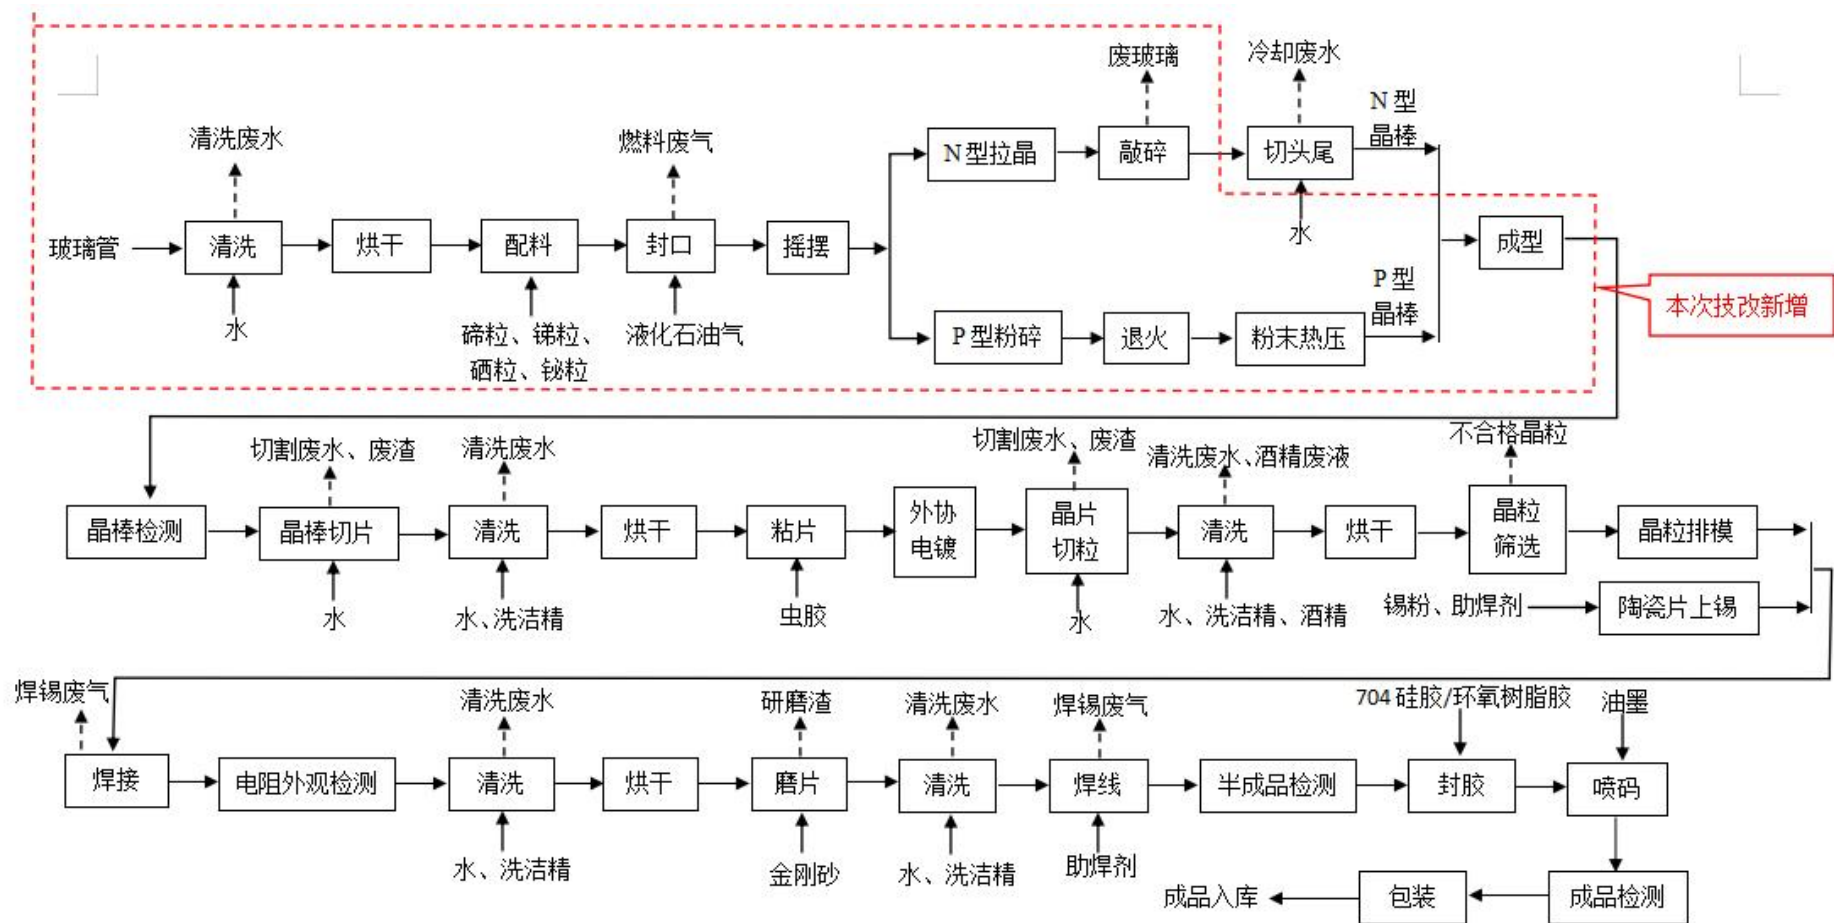 废玻璃
冷却废水
N 型
晶棒
清洗废水
燃料废气
N 型拉晶
敲碎
切头尾
玻璃管
清洗
烘干
配料
封口
摇摆
水
成型
水
碲粒、锑粒、
硒粒、铋粒
液化石油气
P 型粉碎
退火
粉末热压
P 型
晶棒
本次技改新增
切割废水、废渣
清洗废水
切割废水、废渣
清洗废水、酒精废液
不合格晶粒
晶棒检测
晶棒切片
清洗
烘干
粘片
外协
电镀
晶片
切粒
清洗
烘干
晶粒
筛选
晶粒排模
水
水、洗洁精
虫胶
水
水、洗洁精、酒精
锡粉、助焊剂
陶瓷片上锡
焊锡废气
清洗废水
研磨渣
清洗废水
焊锡废气
704 硅胶/环氧树脂胶
油墨
焊接
电阻外观检测
清洗
烘干
磨片
清洗
焊线
半成品检测
封胶
喷码
水、洗洁精
金刚砂
水、洗洁精
助焊剂
成品入库
包装
成品检测